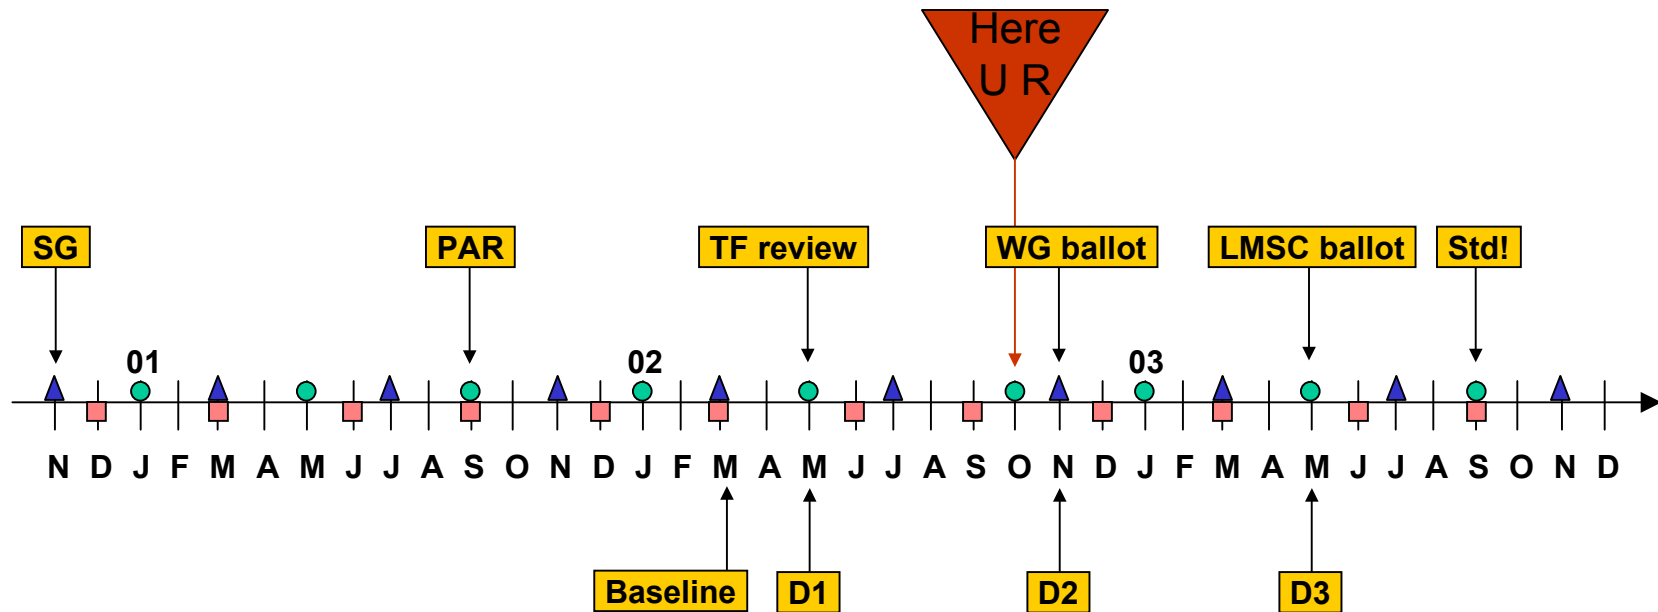 Here
U R
SG
PAR
TF review
WG ballot
LMSC ballot
Std!
01
02
03
N D J F M A M J J A S O N D J F M A M J J A S O N D J F M A M J J A S O N D
Baseline
D1
D2
D3